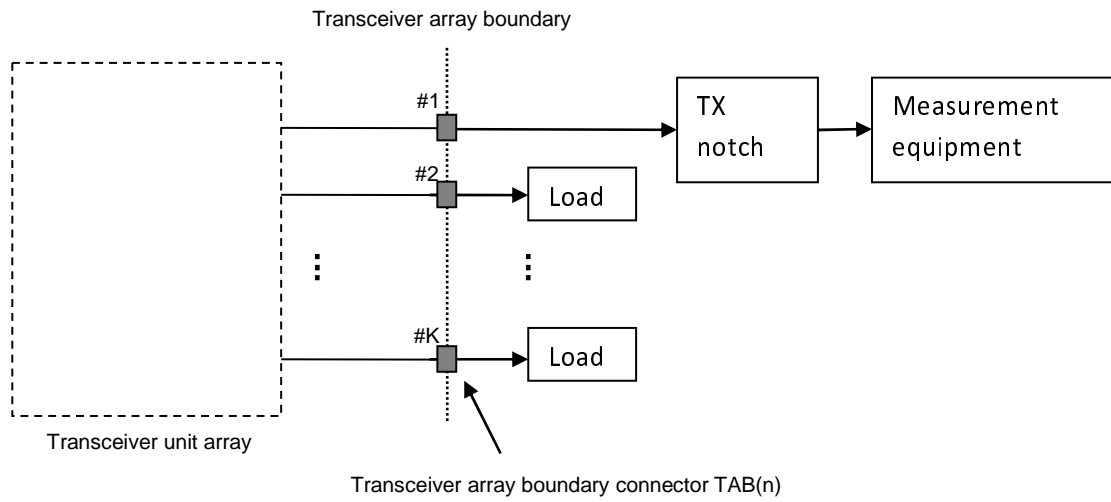 Transceiver array boundary
#1
TX
notch
Measurement
equipment
#2
Load
#K
Load
Transceiver unit array
Transceiver array boundary connector TAB(n)